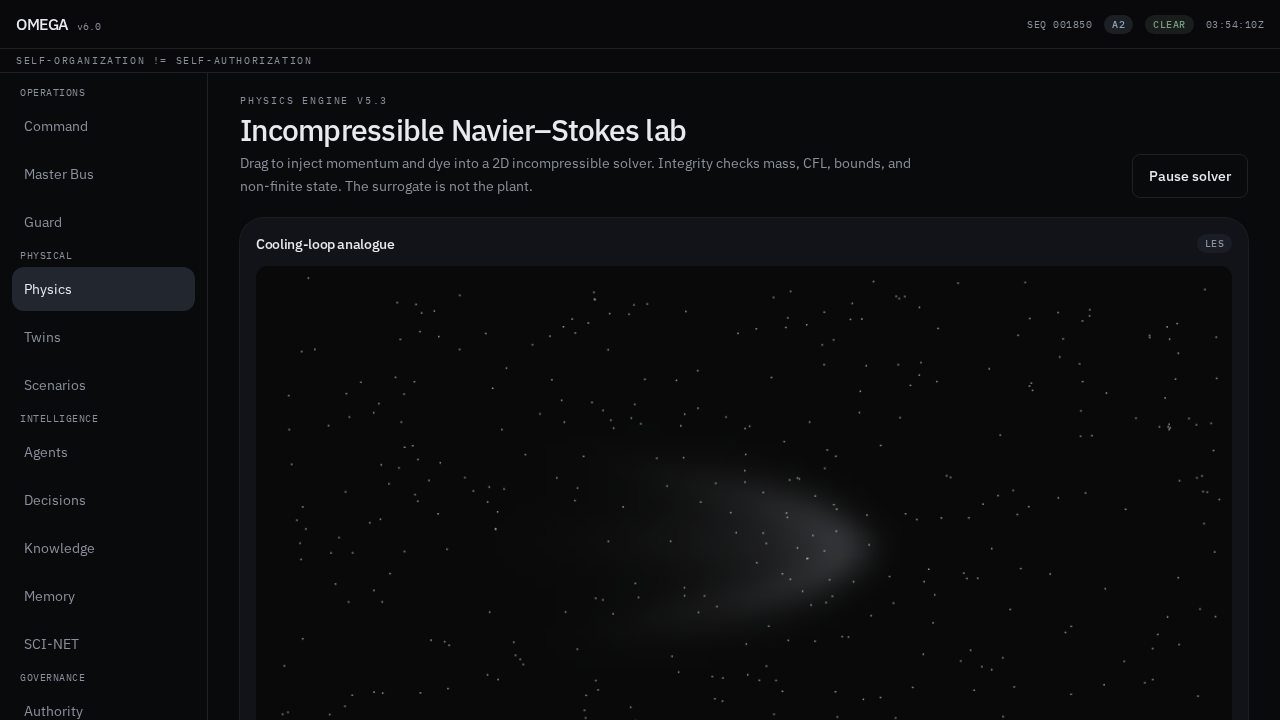 OMEGA v6.0
SEQ 001850 A2 CLEAR 03:54:10Z
SELF-ORGANIZATION != SELF-AUTHORIZATION
OPERATIONS
Command
Master Bus
Guard
PHYSICAL
Physics
Twins
Scenarios
INTELLIGENCE
Agents
Decisions
Knowledge
Memory
SCI-NET
GOVERNANCE
Authority
PHYSICS ENGINE V5.3
Incompressible Navier–Stokes lab
Drag to inject momentum and dye into a 2D incompressible solver. Integrity checks mass, CFL, bounds, and
non-finite state. The surrogate is not the plant.
Pause solver
Cooling-loop analogue
LES